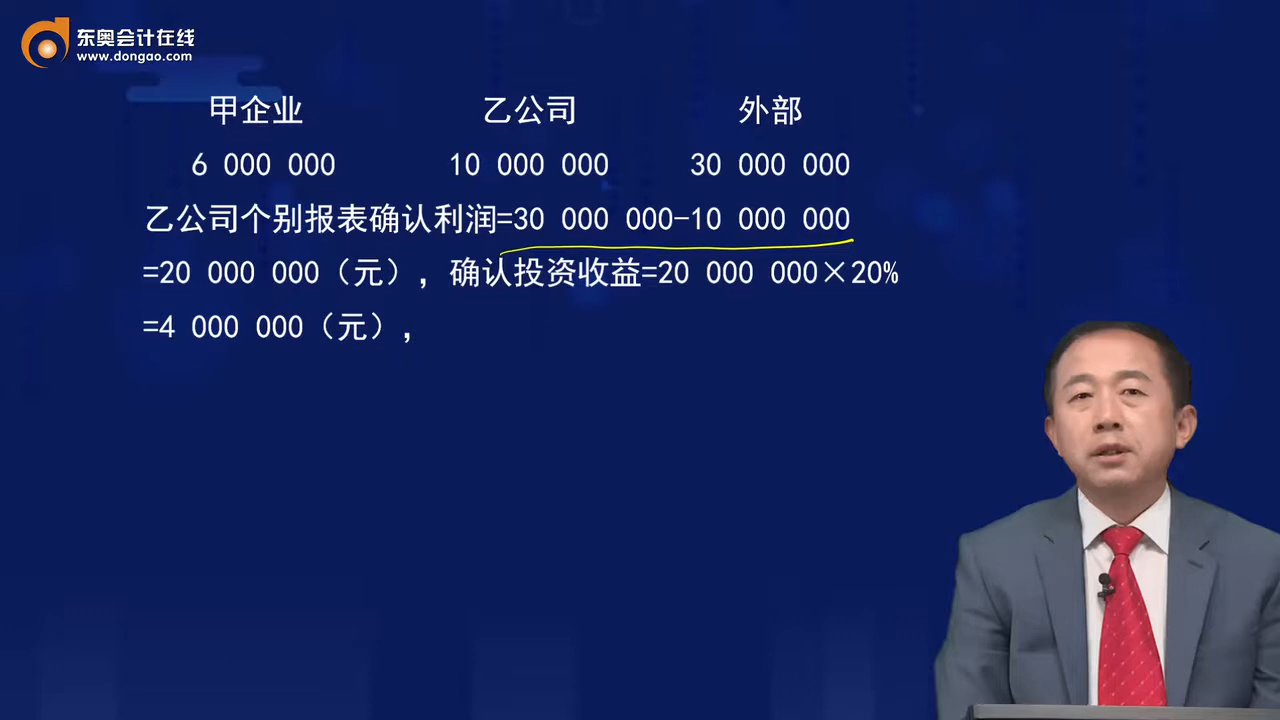 东奥会计在线
www.dongao.com
甲企业 乙公司 外部
6 000 000 10 000 000 30 000 000
乙公司个别报表确认利润=30 000 000-10 000 000
=20 000 000（元），确认投资收益=20 000 000×20%
=4 000 000（元），